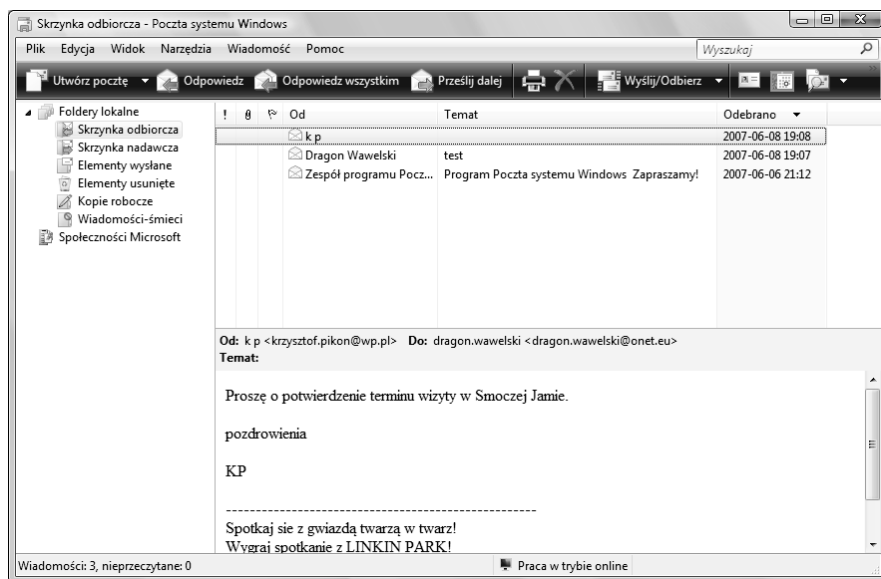 Skrzynka odbiorcza - Poczta systemu Windows
Plik Edycja Widok Narzędzia Wiadomość Pomoc Wyszukaj
Utwórz pocztę Odpowiedz Odpowiedz wszystkim Prześlij dalej Wyślij/Odbierz
Foldery lokalne
Skrzynka odbiorcza
Skrzynka nadawcza
Elementy wysłane
Elementy usunięte
Kopie robocze
Wiadomości-śmieci
Społeczności Microsoft
! Od Temat Odebrano
k p 2007-06-08 19:08
Dragon Wawelski test 2007-06-08 19:07
Zespół programu Pocz... Program Poczta systemu Windows Zapraszamy! 2007-06-06 21:12
Od: k p <krzysztof.pikon@wp.pl> Do: dragon.wawelski <dragon.wawelski@onet.eu>
Temat:
Proszę o potwierdzenie terminu wizyty w Smoczej Jamie.
pozdrowienia
KP
----------------------------------------------------
Spotkaj sie z gwiazdą twarzą w twarz!
Wygraj spotkanie z LINKIN PARK!
Wiadomości: 3, nieprzeczytane: 0 Praca w trybie online